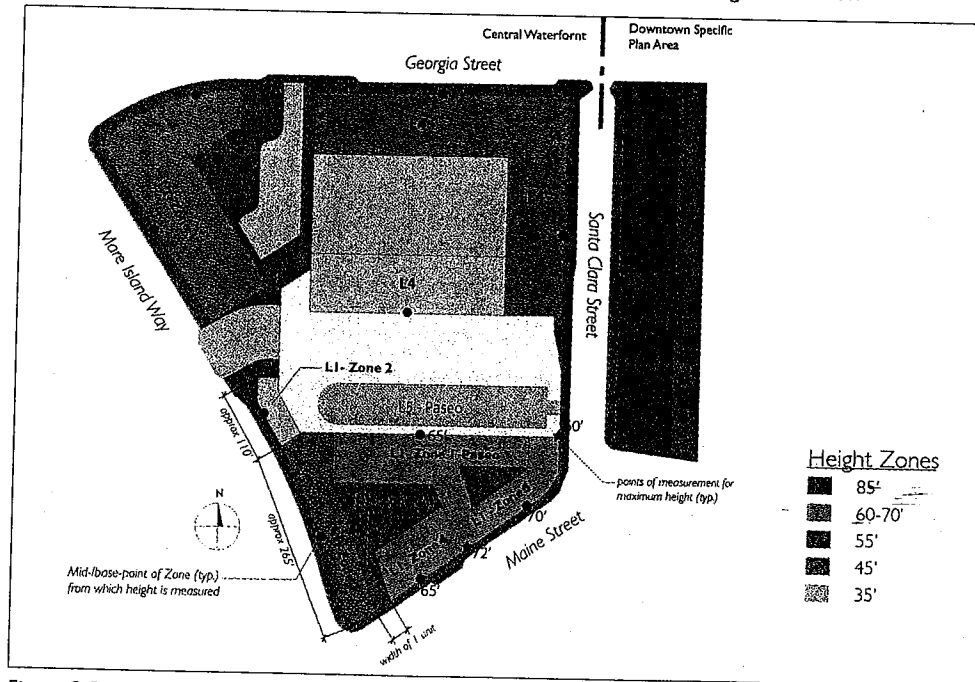 Central Waterfornt
Downtown Specific
Plan Area
Georgia Street
Santa Clara Street
Mare Island Way
L4
L1- Zone 2
L5 - Paseo
65'
60'
L1- Zone 1-Paseo
points of measurement for
maximum height (typ.)
approx 110'
N
approx 265'
70'
72'
Maine Street
Mid-/base-point of Zone (typ.)
from which height is measured
65'
width of 1 unit
Height Zones
85'
60-70'
55'
45'
35'